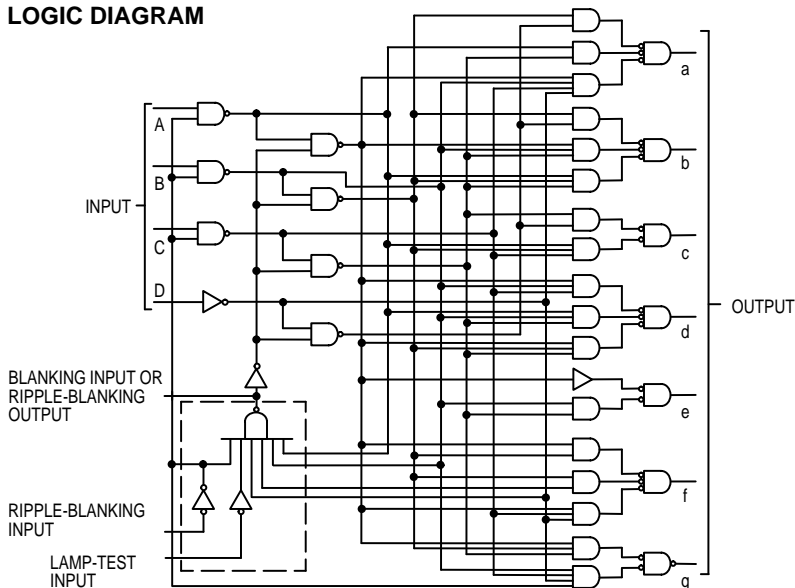 LOGIC DIAGRAM
A
B
INPUT
C
D
a
b
c
d
OUTPUT
e
f
g
BLANKING INPUT OR
RIPPLE-BLANKING
OUTPUT
RIPPLE-BLANKING
INPUT
LAMP-TEST
INPUT